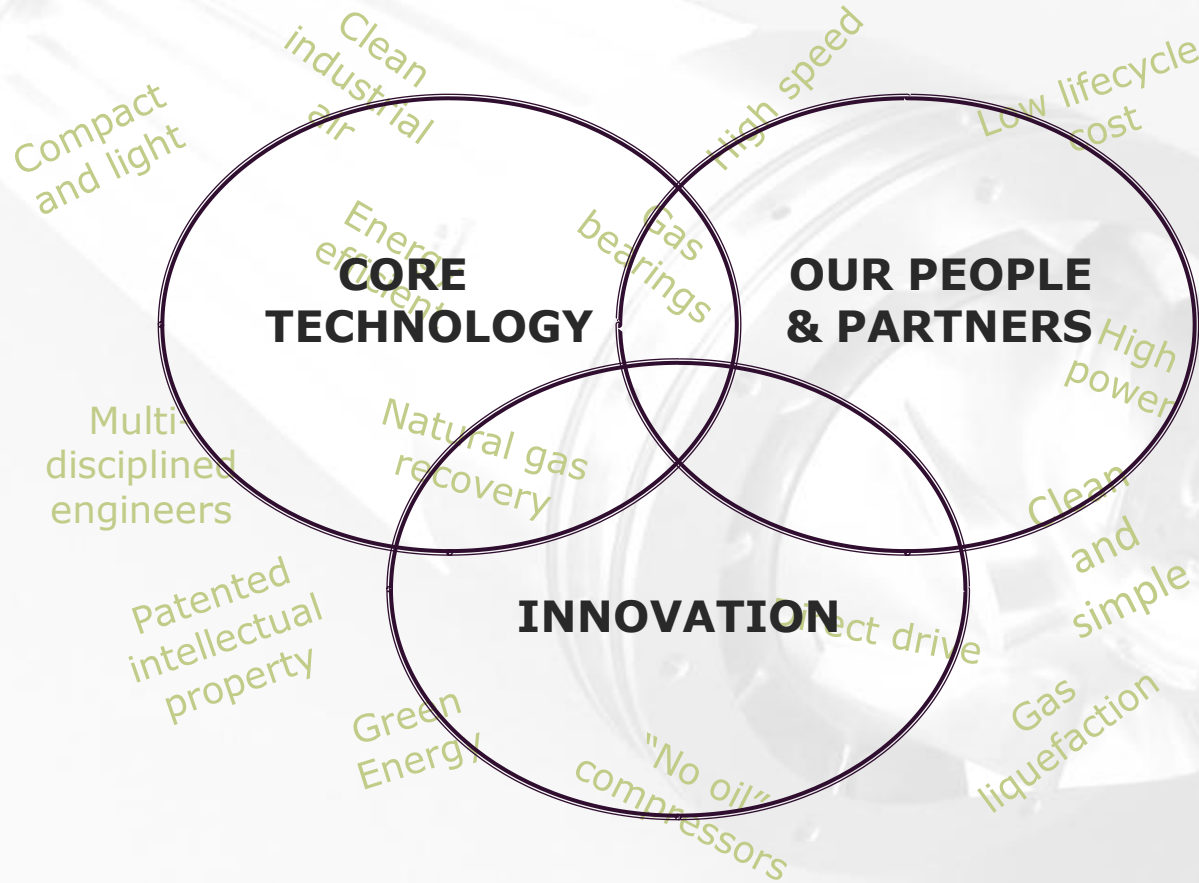 Clean
industrial
air
High speed
Low lifecycle
cost
Compact
and light
Energy
efficient
Gas
bearings
CORE
TECHNOLOGY
OUR PEOPLE
& PARTNERS
High
power
Multi-
disciplined
engineers
Natural gas
recovery
Clean
and
simple
Patented
intellectual
property
INNOVATION
Direct drive
Green
Energy
Gas
liquefaction
“No oil”
compressors